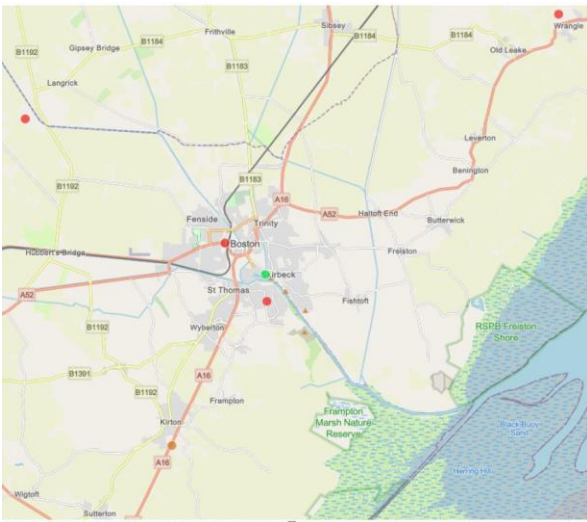 Sibsey
Wrangle
B1192
B1184
Frithville
B1184
Gipsey Bridge
Old Leake
B1183
Langrick
Leverton
Benington
B1183
B1192
A16
Fenside
Trinity
A52
Haltoft End
Butterwick
Boston
Hubbert's Bridge
Freiston
irbeck
A52
St Thomas
Fishtoft
B1192
Wyberton
RSPB Freiston
Shore
A16
B1391
B1192
Frampton
Frampton
Marsh Nature
Reserve
Kirton
Black Buoy
Sand
A16
Herring Hill
Wigtoft
Sutterton